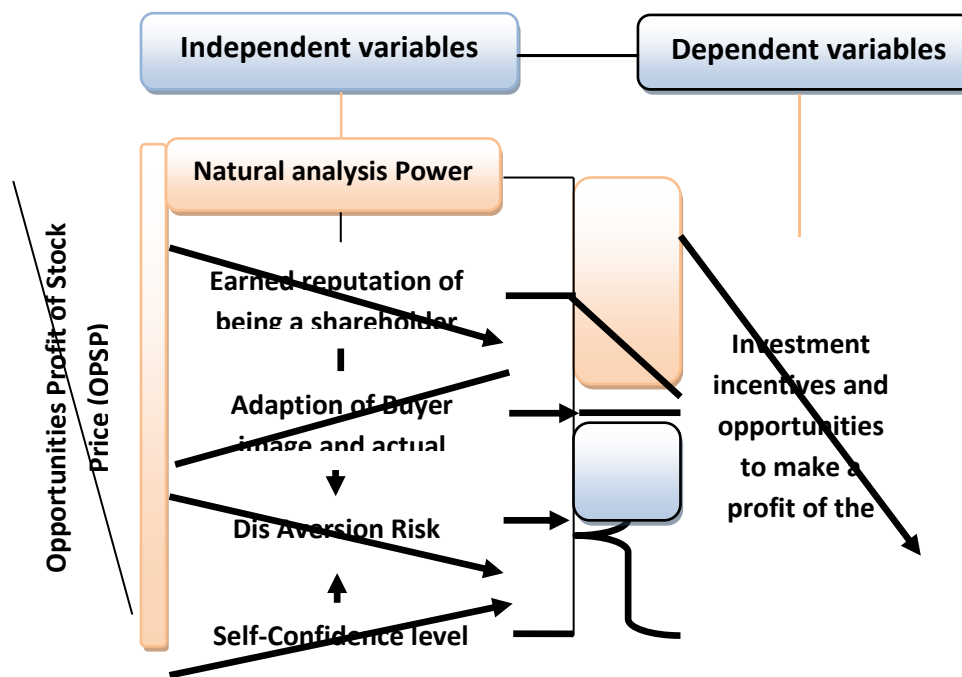 Independent variables
Dependent variables
Natural analysis Power
Opportunities Profit of Stock
Price (OPSP)
Earned reputation of
being a shareholder
Adaption of Buyer
image and actual
Dis Aversion Risk
Self-Confidence level
Investment
incentives and
opportunities
to make a
profit of the